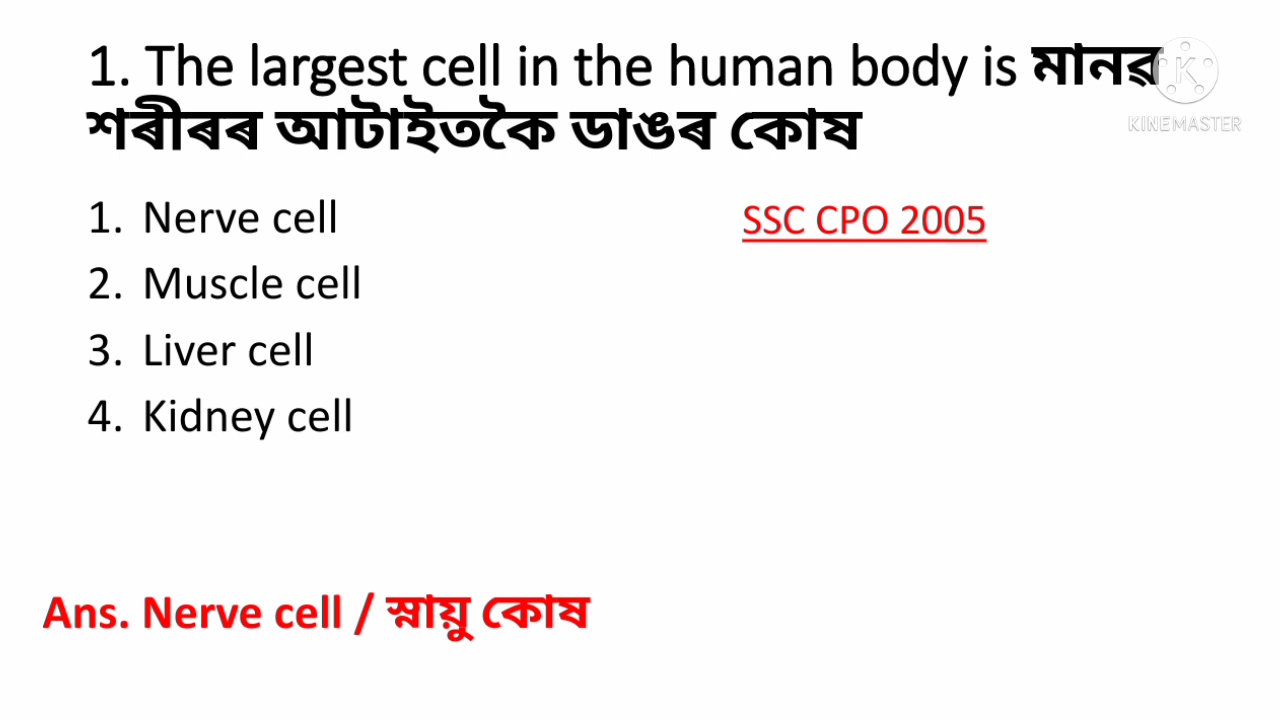 1. The largest cell in the human body is মানৱ
শৰীৰৰ আটাইতকৈ ডাঙৰ কোষ
1. Nerve cell
SSC CPO 2005
2. Muscle cell
3. Liver cell
4. Kidney cell
Ans. Nerve cell / স্নায়ু কোষ
K
KINEMASTER